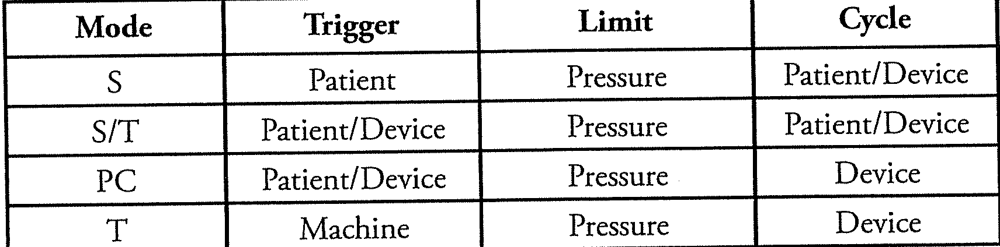 Mode Trigger Limit Cycle
S Patient Pressure Patient/Device
S/T Patient/Device Pressure Patient/Device
PC Patient/Device Pressure Device
T Machine Pressure Device